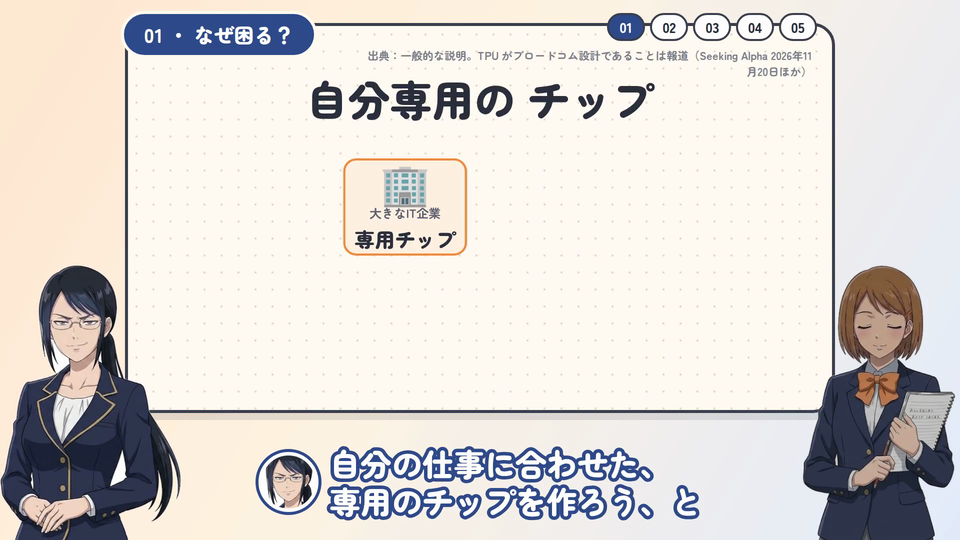 01 ・ なぜ困る？
01 02 03 04 05
出典：一般的な説明。TPU がブロードコム設計であることは報道（Seeking Alpha 2026年11
月20日ほか）
自分専用の チップ
大きなIT企業
専用チップ
自分の仕事に合わせた、
専用のチップを作ろう、と